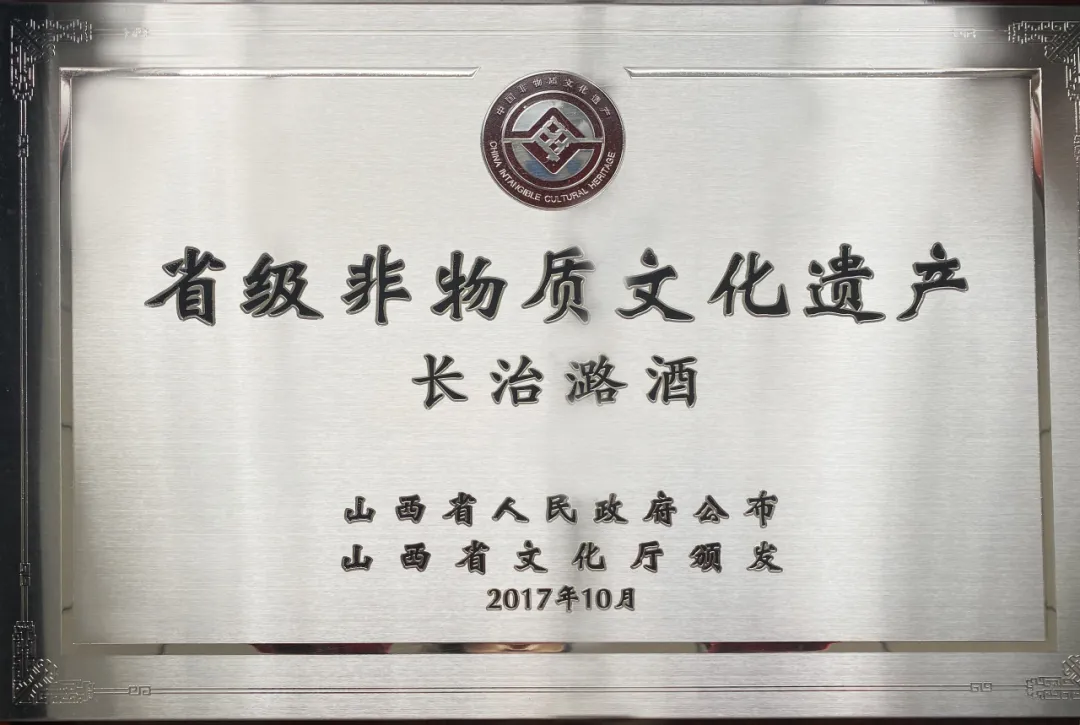 中国非物质文化遗产
CHINA INTANGIBLE CULTURAL HERITAGE
省级非物质文化遗产
长治潞酒
山西省人民政府公布
山西省文化厅颁发
2017年10月